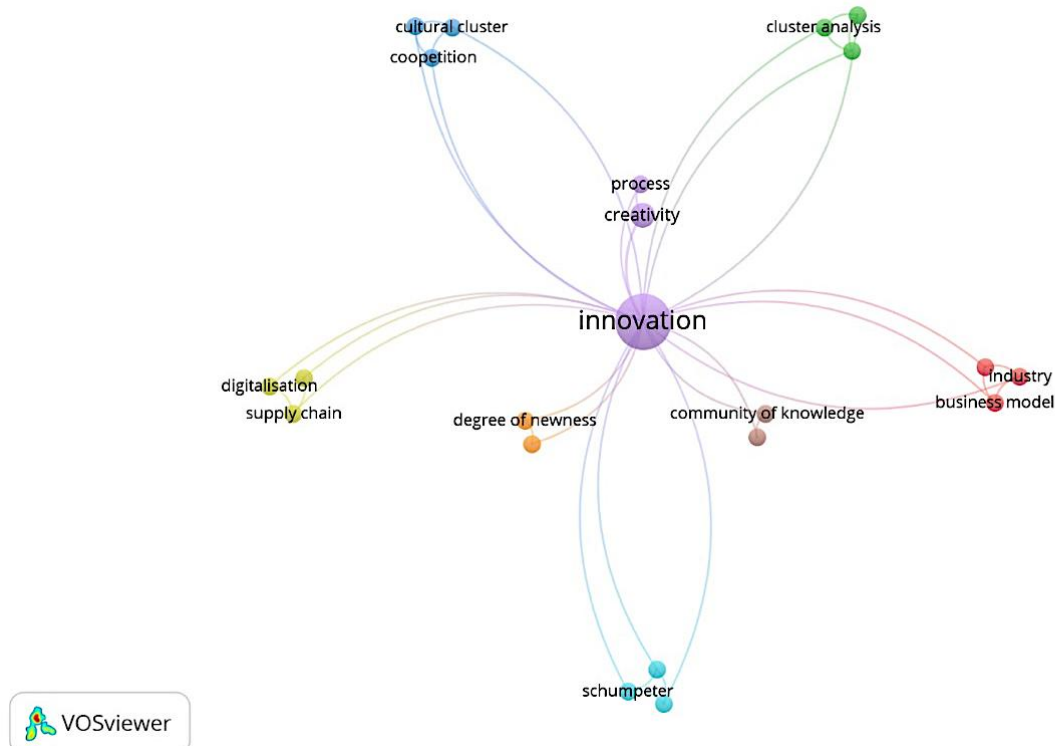 cultural cluster
cluster analysis
coopetition
process
creativity
innovation
industry
digitalisation
business model
supply chain
degree of newness
community of knowledge
schumpeter
VOSviewer